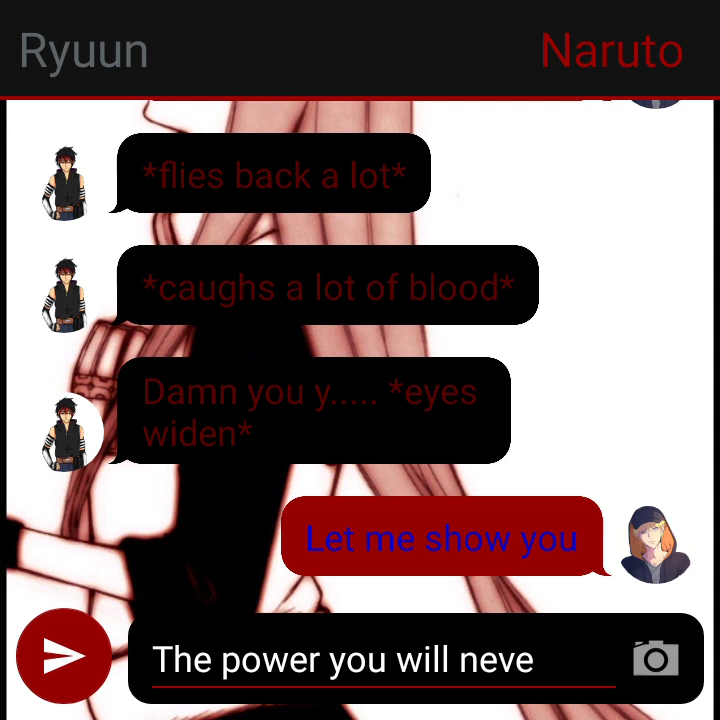 Ryuun Naruto
*flies back a lot*
*caughs a lot of blood*
Damn you y..... *eyes
widen*
Let me show you
The power you will neve